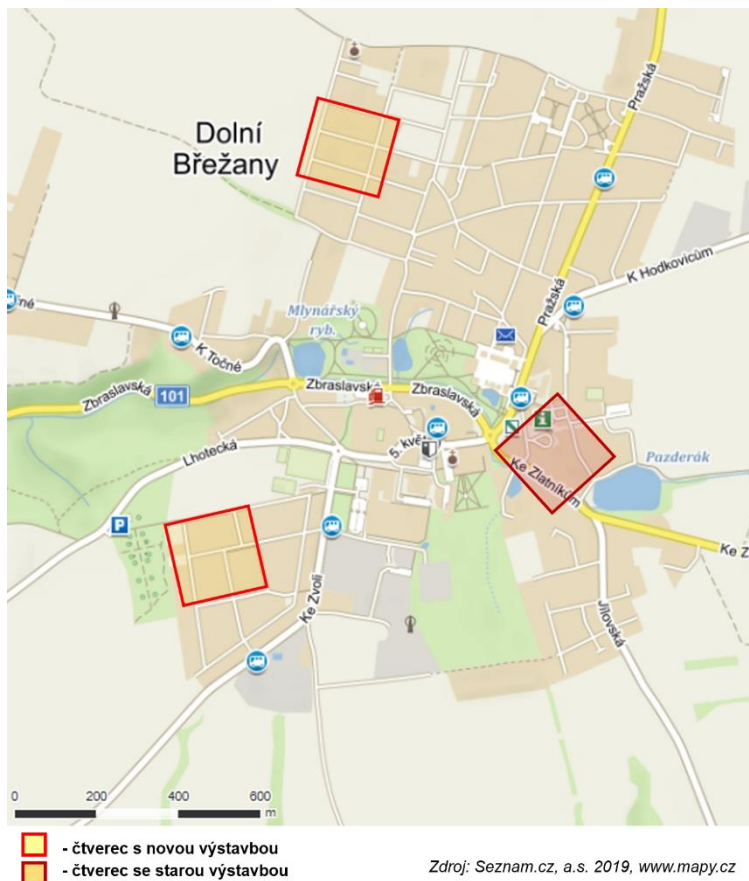 Dolní
Břežany
Pražská
K Hodkovicům
Pražská
Mlynářský
ryb.
K Točné
Zbraslavská
101
Zbraslavská
Zbraslavská
Lhotecká
5. květ
Ke Zlatníkům
Pazderák
P
Ke Z
Ke Zvoli
Jílovská
0 200 400 600
m
- čtverec s novou výstavbou
- čtverec se starou výstavbou
Zdroj: Seznam.cz, a.s. 2019, www.mapy.cz